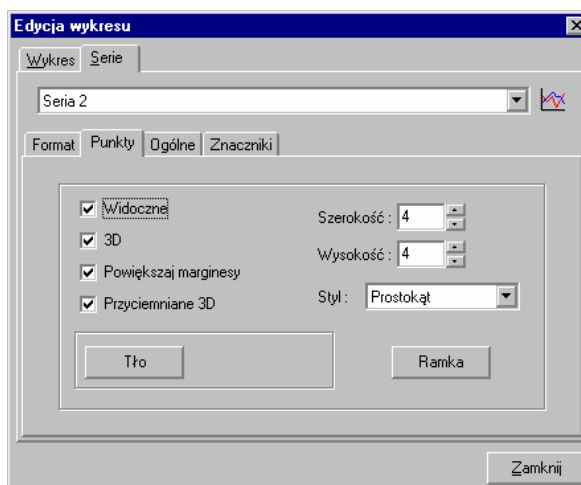 Edycja wykresu
Wykres Serie
Seria 2
Format Punkty Ogólne Znaczniki
Widoczne
3D
Powiększaj marginesy
Przyciemniane 3D
Szerokość : 4
Wysokość : 4
Styl : Prostokąt
Tło
Ramka
Zamknij